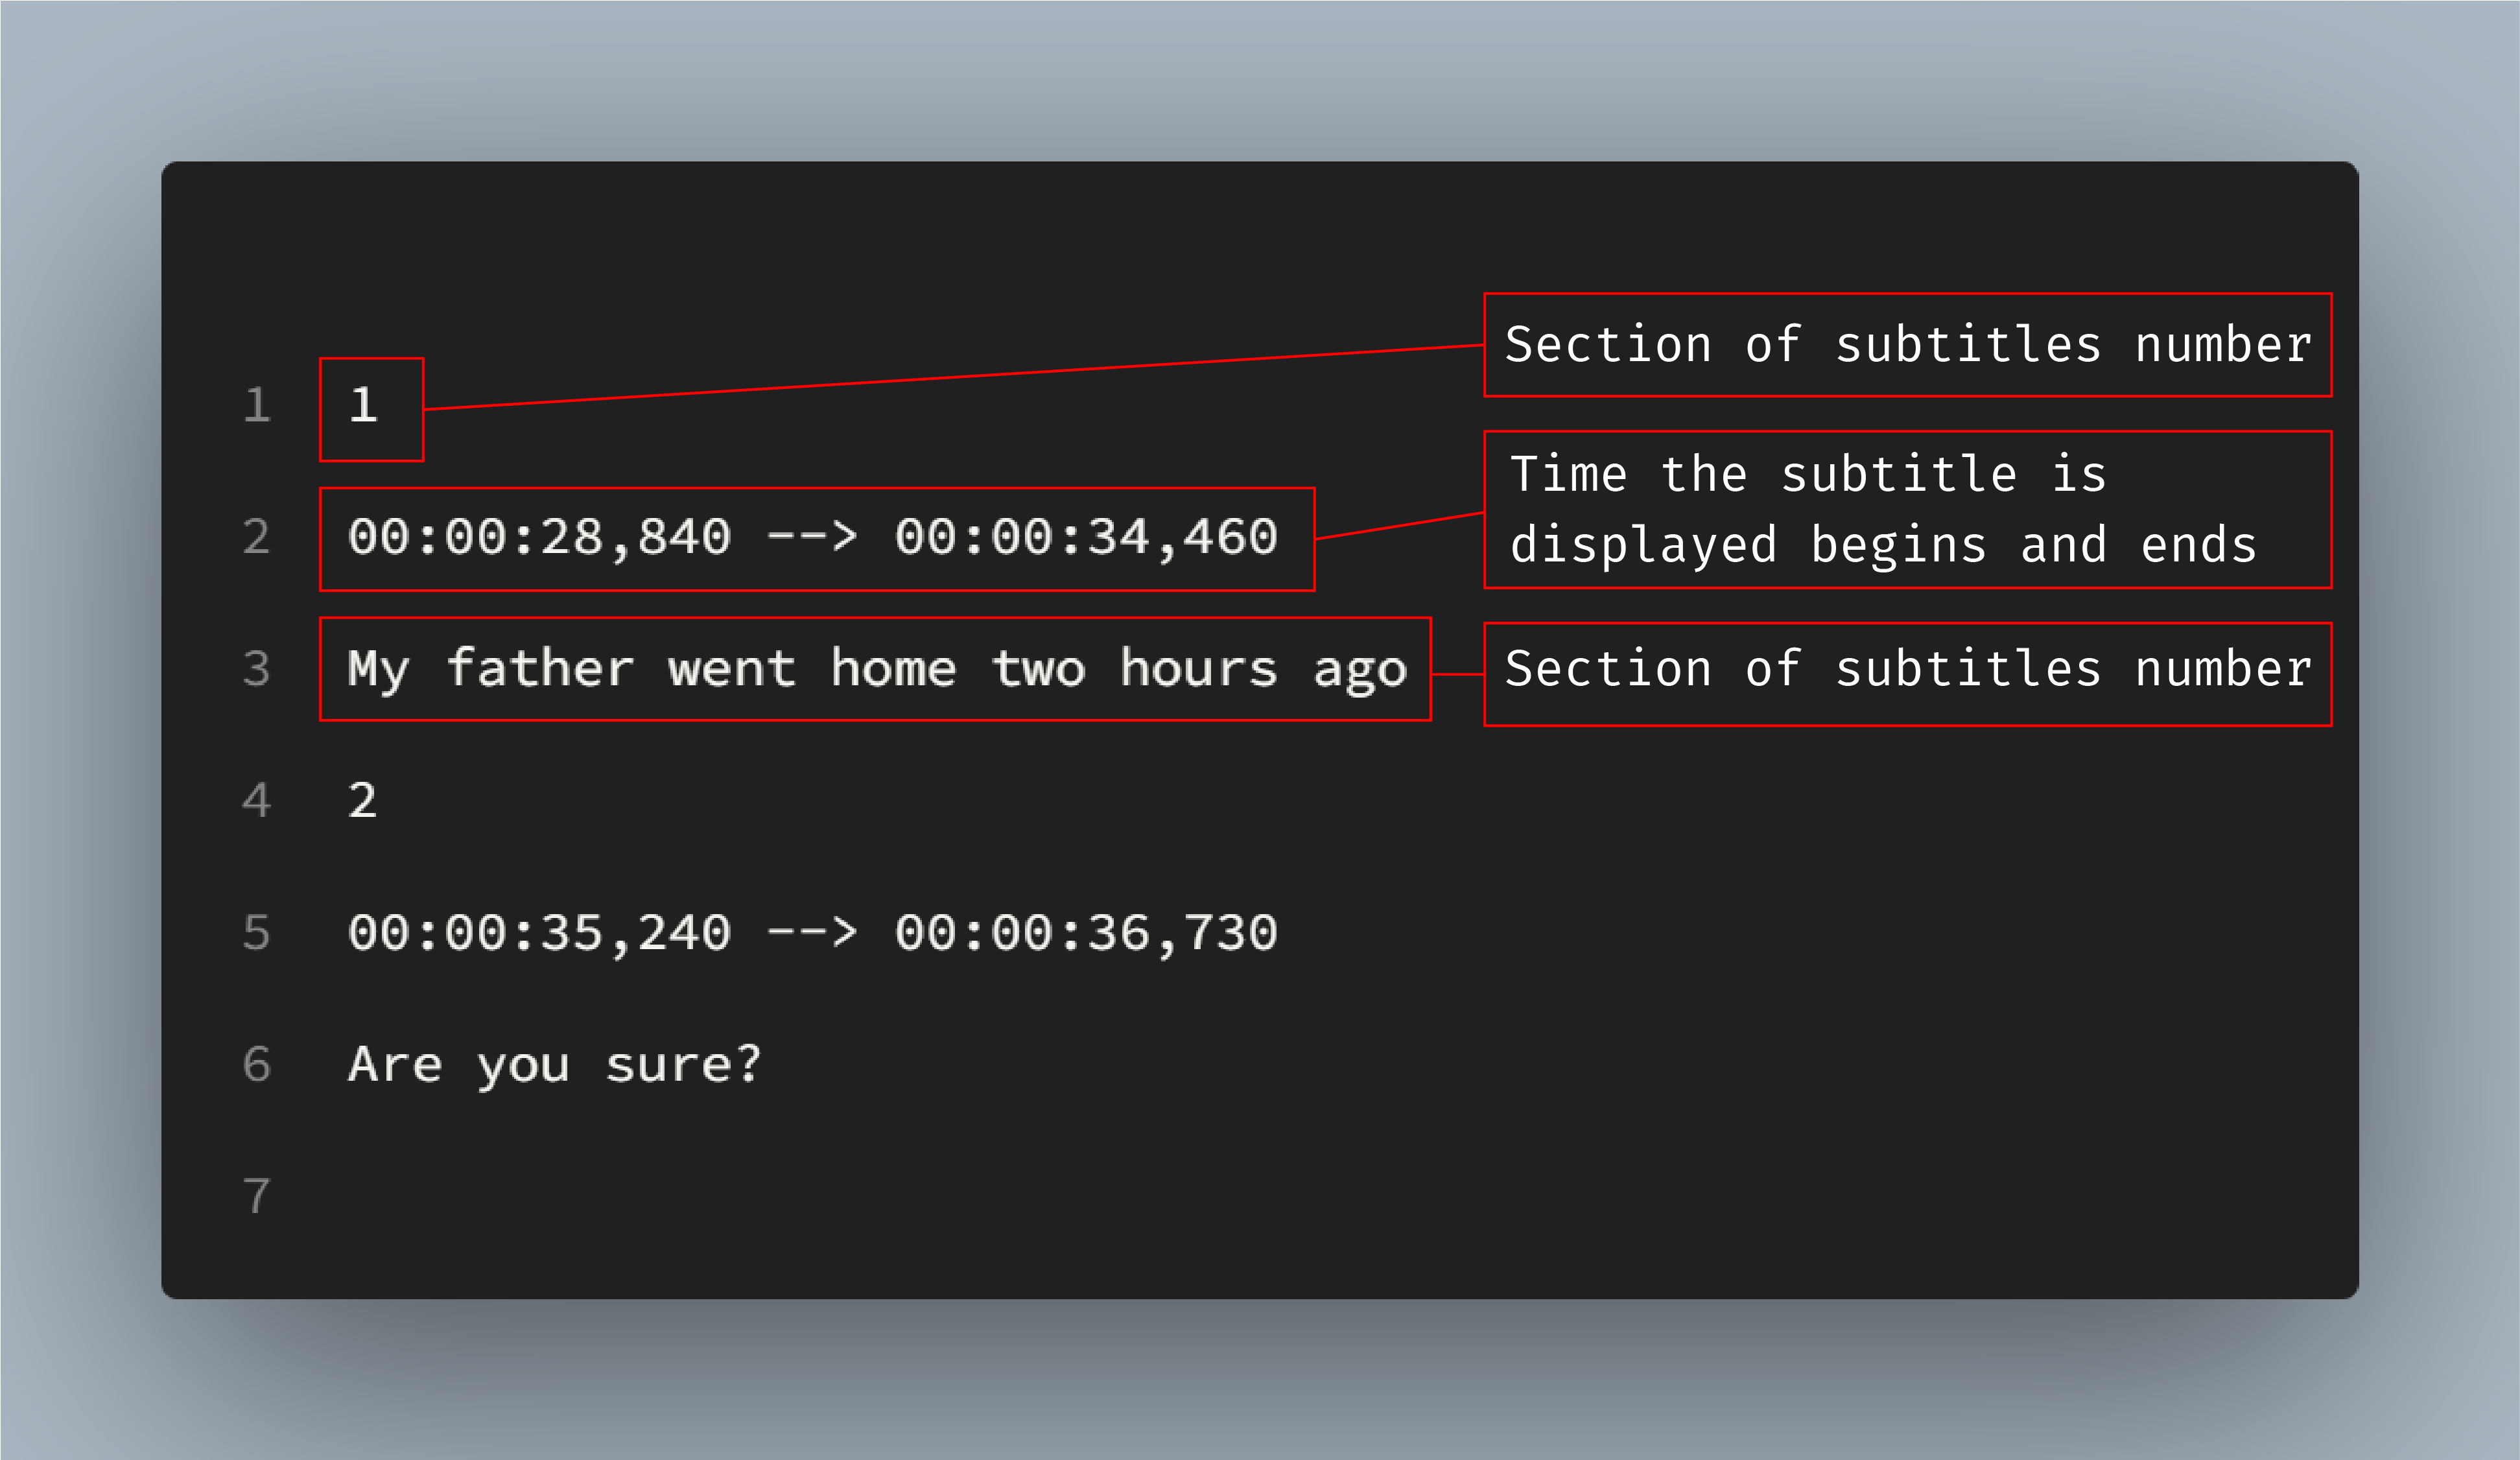 Section of subtitles number
1 1
Time the subtitle is
displayed begins and ends
2 00:00:28,840 --> 00:00:34,460
3 My father went home two hours ago
Section of subtitles number
4 2
5 00:00:35,240 --> 00:00:36,730
6 Are you sure?
7